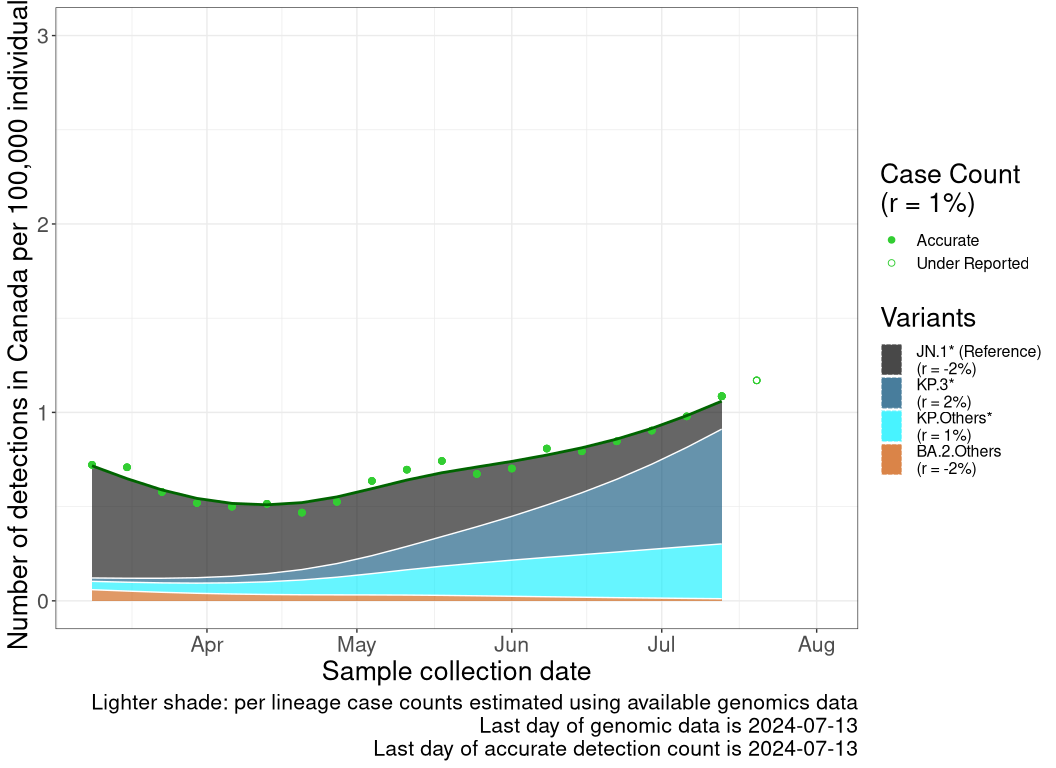 Number of detections in Canada per 100,000 individual
3
2
1
0
Apr May Jun Jul Aug
Sample collection date
Lighter shade: per lineage case counts estimated using available genomics data
Last day of genomic data is 2024-07-13
Last day of accurate detection count is 2024-07-13
Case Count
(r = 1%)
Accurate
Under Reported
Variants
JN.1* (Reference)
(r = -2%)
KP.3*
(r = 2%)
KP.Others*
(r = 1%)
BA.2.Others
(r = -2%)